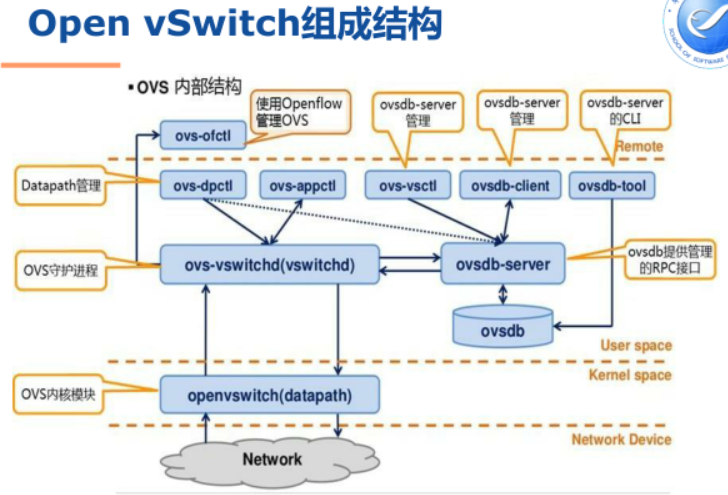 Open vSwitch组成结构
SCHOOL OF SOFTWARE
▪OVS 内部结构
使用Openflow
管理OVS
ovsdb-server
管理
ovsdb-server
管理
ovsdb-server
的CLI
ovs-ofctl
Remote
Datapath管理
ovs-dpctl
ovs-appctl
ovs-vsctl
ovsdb-client
ovsdb-tool
OVS守护进程
ovs-vswitchd(vswitchd)
ovsdb-server
ovsdb提供管理
的RPC接口
ovsdb
User space
Kernel space
OVS内核模块
openvswitch(datapath)
Network Device
Network